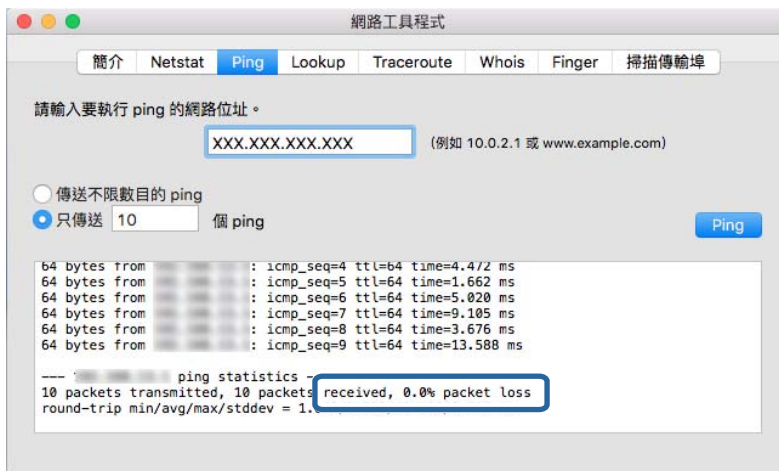 網路工具程式
簡介 Netstat Ping Lookup Traceroute Whois Finger 掃描傳輸埠
請輸入要執行 ping 的網路位址。
XXX.XXX.XXX.XXX (例如 10.0.2.1 或 www.example.com)
傳送不限數目的 ping
只傳送 10 個 ping Ping
64 bytes from : icmp_seq=4 ttl=64 time=4.472 ms
64 bytes from : icmp_seq=5 ttl=64 time=1.662 ms
64 bytes from : icmp_seq=6 ttl=64 time=5.020 ms
64 bytes from : icmp_seq=7 ttl=64 time=9.105 ms
64 bytes from : icmp_seq=8 ttl=64 time=3.676 ms
64 bytes from : icmp_seq=9 ttl=64 time=13.588 ms
--- ping statistics -
10 packets transmitted, 10 packets received, 0.0% packet loss
round-trip min/avg/max/stddev = 1.